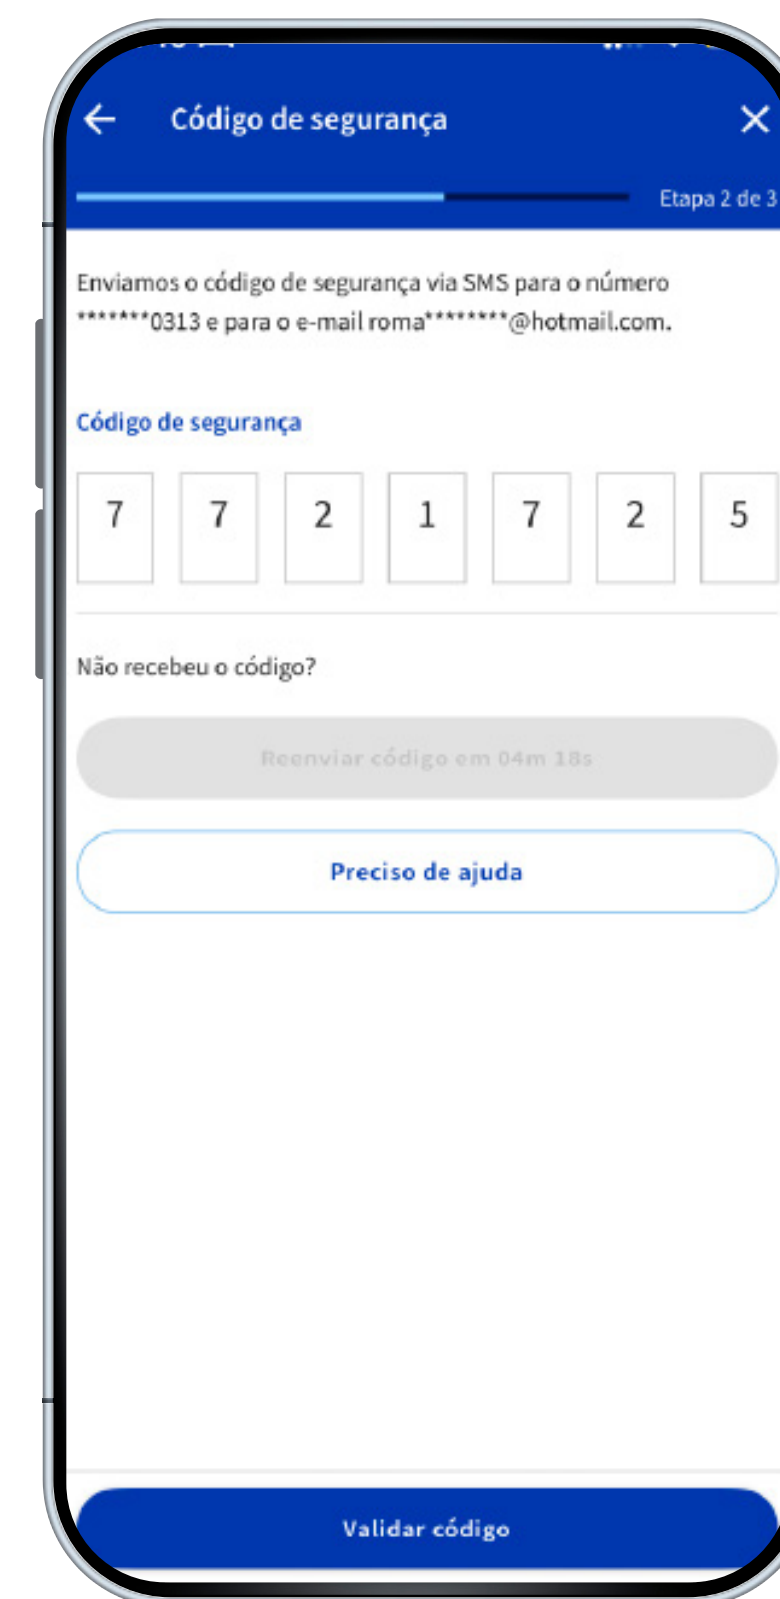 Código de segurança
Etapa 2 de 3
Enviamos o código de segurança via SMS para o número
*******0313 e para o e-mail roma********@hotmail.com.
Código de segurança
7 7 2 1 7 2 5
Não recebeu o código?
Reenviar código em 04m 18s
Preciso de ajuda
Validar código